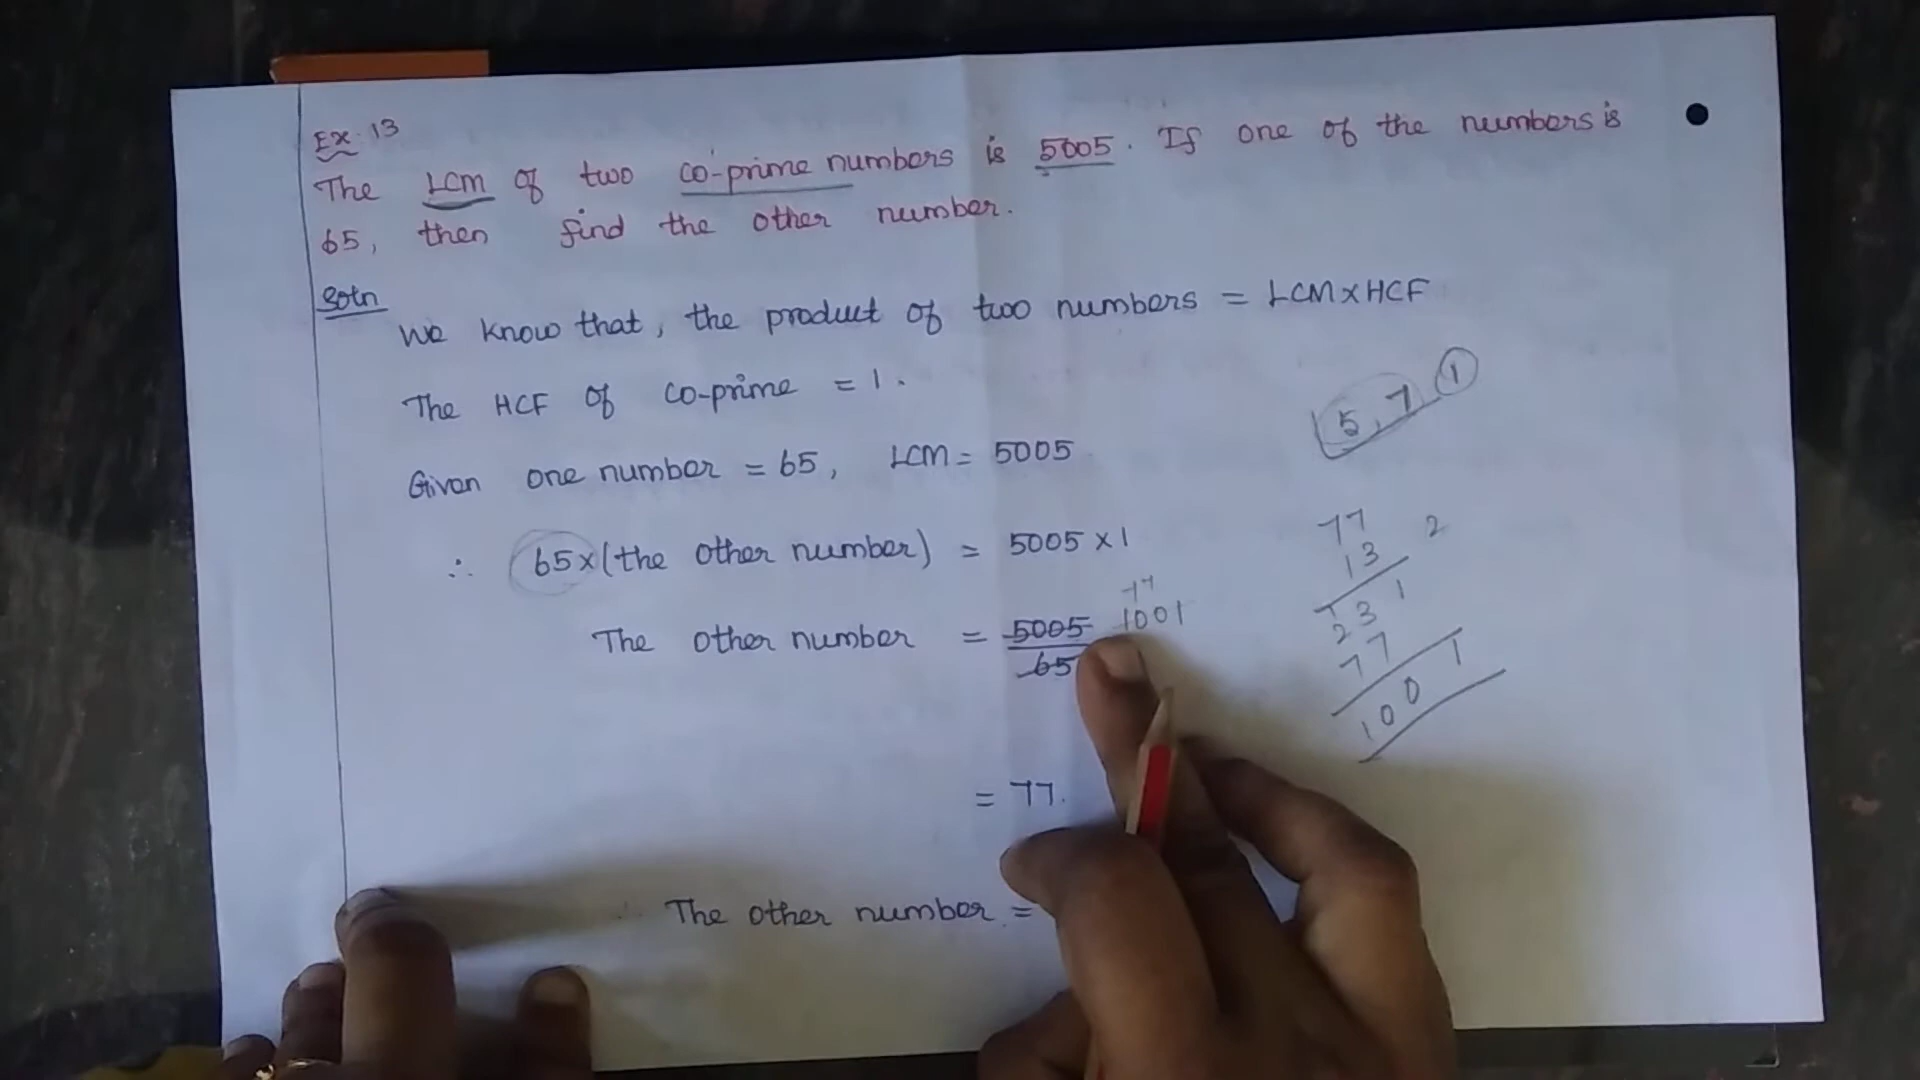 Ex. 13
The LCM of two co-prime numbers is 5005. If one of the numbers is
65, then find the other number.
Soln
We know that, the product of two numbers = LCM x HCF
The HCF of co-prime = 1.
5, 7 1
Given one number = 65, LCM = 5005
∴ 65 x (the other number) = 5005 x 1
77
13 2
1
231
77
1001
77
The other number = 5005 1001
65
= 77.
The other number =